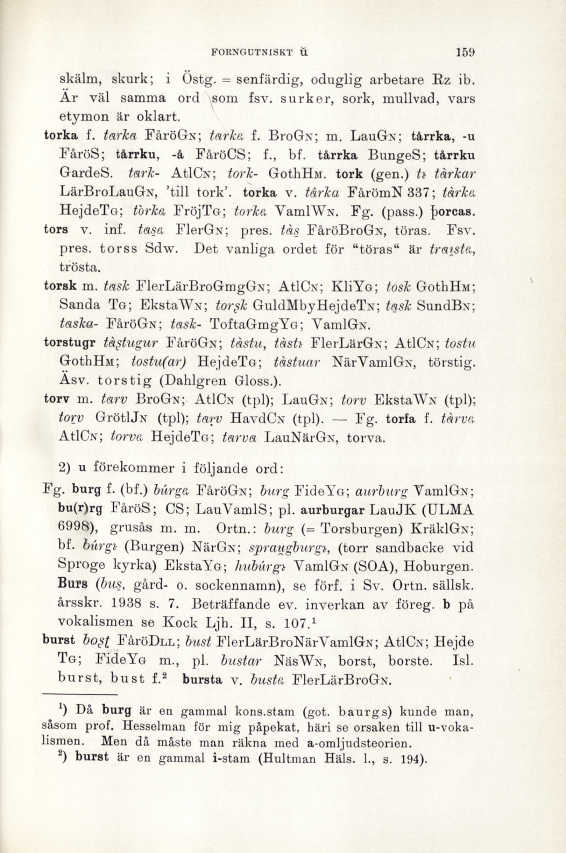 FORNGUTNISKT ŭ 159
skälm, skurk; i Östg. = senfärdig, oduglig arbetare Rz ib.
Är väl samma ord som fsv. surker, sork, mullvad, vars
etymon är oklart.
torka f. tarka FåröGN; tarka f. BroGN; m. LauGN; tårrka, -u
FåröS; tårrku, -å FåröCS; f., bf. tårrka BungeS; tårrku
GardeS. tark- AtlCN; tork- GothHM. tork (gen.) tı tårkar
LärBroLauGN, 'till tork'. torka v. tårka FårömN 337; tårka
HejdeTG; tòrka FröjTG; torka VamlWN. Fg. (pass.) þorcas.
tors v. inf. tasa FlerGN; pres. tås FåröBroGN, töras. Fsv.
pres. torss Sdw. Det vanliga ordet för "töras" är traista,
trösta.
torsk m. task FlerLärBroGmgGN; AtlCN; KliYG; tosk GothHM;
Sanda TG; EkstaWN; torsk GuldMbyHejdeTN; task SundBN;
taska- FåröGN; task- ToftaGmgYG; VamlGN.
torstugr tåstugur FåröGN; tåstu, tåstı FlerLärGN; AtlCN; tostu
GothHM; tostu(ar) HejdeTG; tåstuar NärVamlGN, törstig.
Äsv. torstig (Dahlgren Gloss.).
torv m. tarv BroGN; AtlCN (tpl); LauGN; torv EkstaWN (tpl);
torv GrötlJN (tpl); tarv HavdCN (tpl). — Fg. torfa f. tårva
AtlCN; torva HejdeTG; tarva LauNärGN, torva.
2) u förekommer i följande ord:
Fg. burg f. (bf.) búrga FåröGN; burg FideYG; aurburg VamlGN;
bu(r)rg FåröS; CS; LauVamlS; pl. aurburgar LauJK (ULMA
6998), grusås m. m. Ortn.: burg (= Torsburgen) KräklGN;
bf. búrgı (Burgen) NärGN; spraugburgı, (torr sandbacke vid
Sproge kyrka) EkstaYG; hubúrgı VamlGN (SOA), Hoburgen.
Burs (bus, gård- o. sockennamn), se förf. i Sv. Ortn. sällsk.
årsskr. 1938 s. 7. Beträffande ev. inverkan av föreg. b på
vokalismen se Kock Ljh. II, s. 107.¹
burst bost FåröDLL; bust FlerLärBroNärVamlGN; AtlCN; Hejde
TG; FideYG m., pl. bustar NäsWN, borst, borste. Isl.
burst, bust f.² bursta v. busta FlerLärBroGN.
¹) Då burg är en gammal kons.stam (got. baurgs) kunde man,
såsom prof. Hesselman för mig påpekat, häri se orsaken till u-voka-
lismen. Men då måste man räkna med a-omljudsteorien.
²) burst är en gammal i-stam (Hultman Häls. l., s. 194).